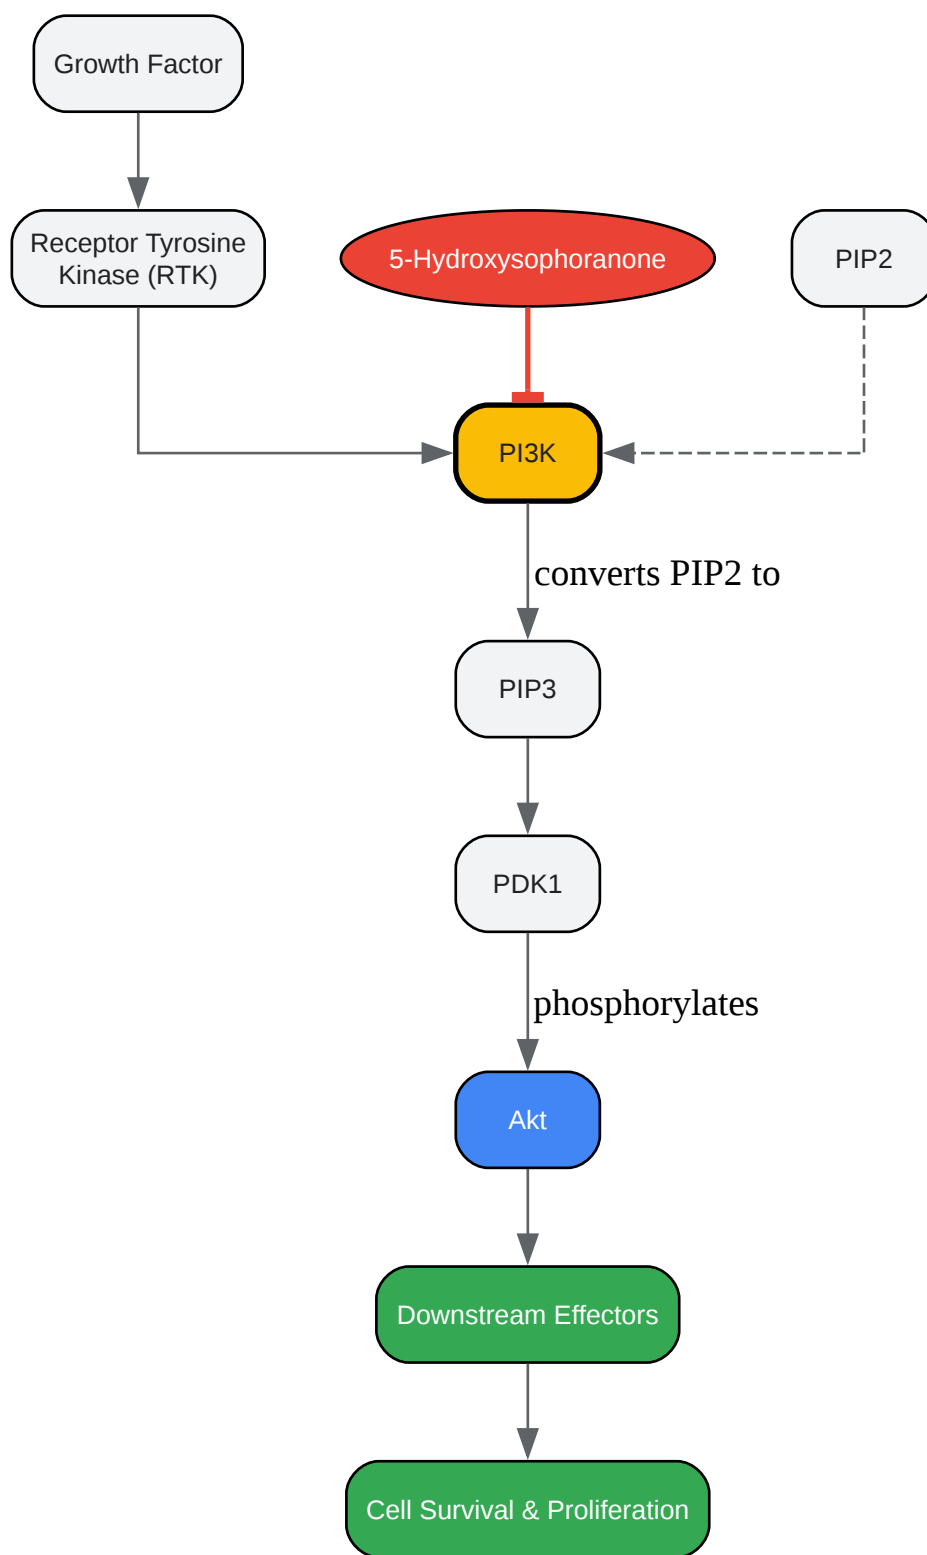 Growth Factor
Receptor Tyrosine
Kinase (RTK)
5-Hydroxysophoranone
PIP2
PI3K
converts PIP2 to
PIP3
PDK1
phosphorylates
Akt
Downstream Effectors
Cell Survival & Proliferation